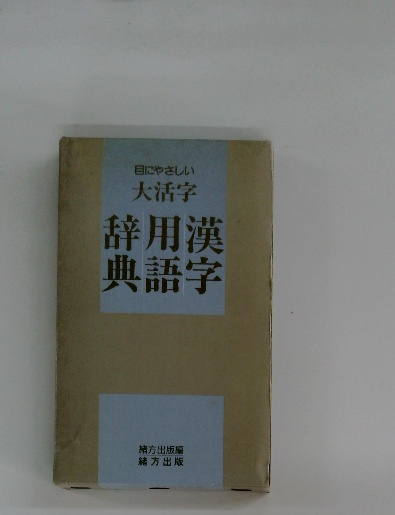 目にやさしい
大活字
漢字
用語
辞典
緒方出版編
緒方出版